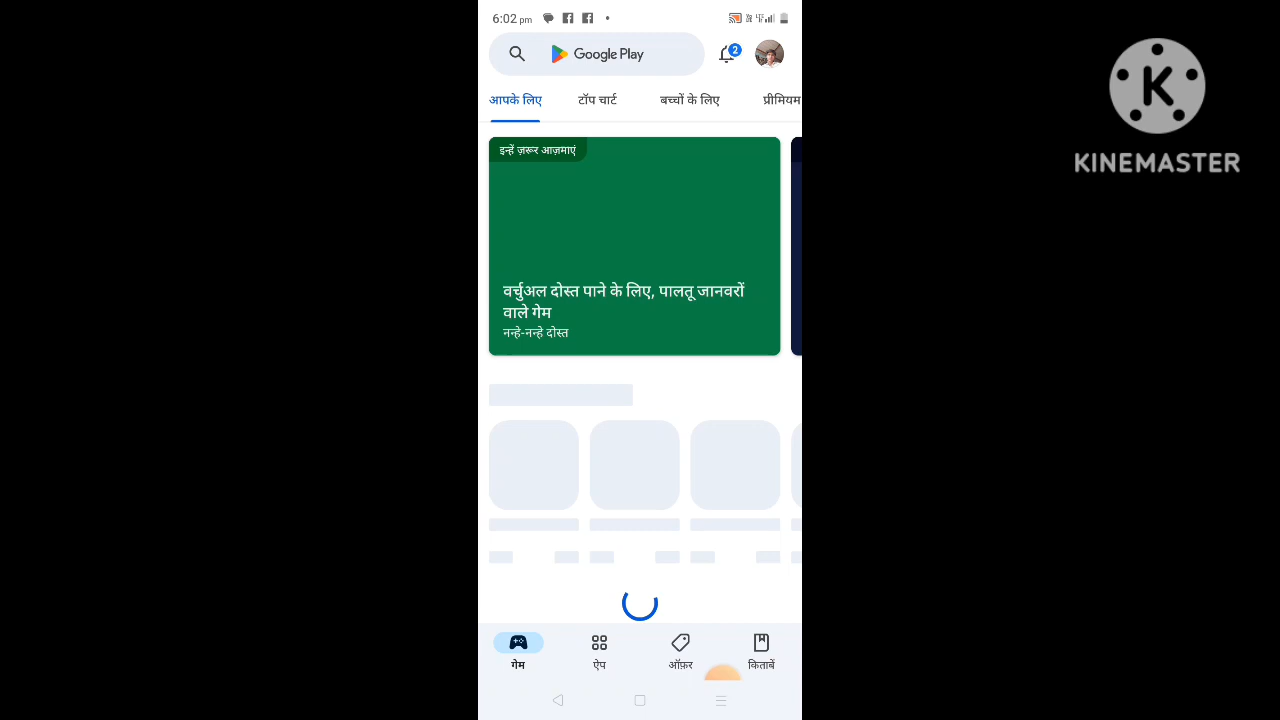 6:02 pm
Google Play
2
आपके लिए टॉप चार्ट बच्चों के लिए प्रीमियम
इन्हें ज़रूर आज़माएं
वर्चुअल दोस्त पाने के लिए, पालतू जानवरों
वाले गेम
नन्हे-नन्हे दोस्त
गेम ऐप ऑफ़र किताबें
K
KINEMASTER